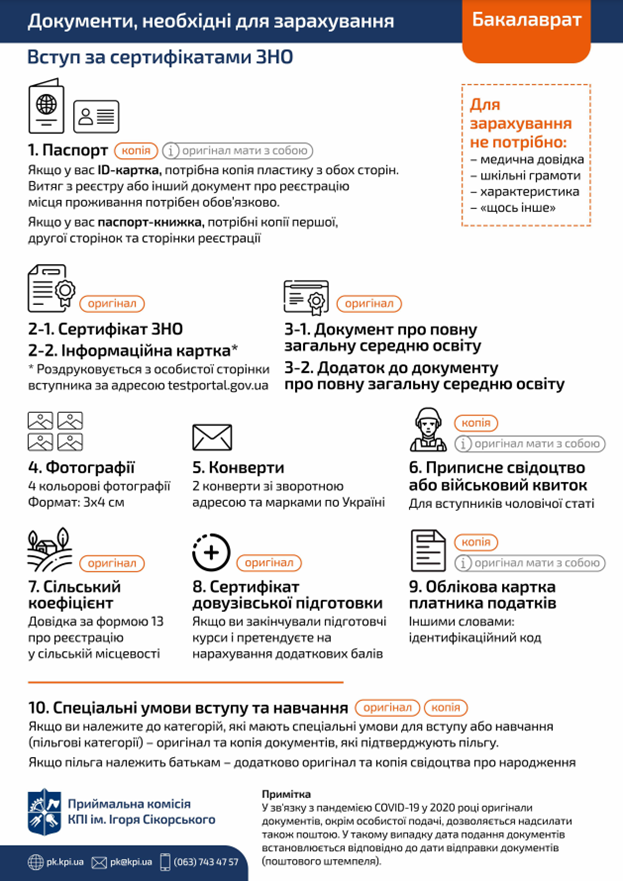 Документи, необхідні для зарахування
Бакалаврат
Вступ за сертифікатами ЗНО
Для
зарахування
не потрібно:
– медична довідка
– шкільні грамоти
– характеристика
– «щось інше»
1. Паспорт копія i оригінал мати з собою
Якщо у вас ID-картка, потрібна копія пластику з обох сторін.
Витяг з реєстру або інший документ про реєстрацію
місця проживання потрібен обов'язково.
Якщо у вас паспорт-книжка, потрібні копії першої,
другої сторінок та сторінки реєстрації
оригінал
2-1. Сертифікат ЗНО
2-2. Інформаційна картка*
* Роздруковується з особистої сторінки
вступника за адресою testportal.gov.ua
оригінал
3-1. Документ про повну
загальну середню освіту
3-2. Додаток до документу
про повну загальну середню освіту
4. Фотографії
4 кольорові фотографії
Формат: 3x4 см
5. Конверти
2 конверти зі зворотною
адресою та марками по Україні
копія
i оригінал мати з собою
6. Приписне свідоцтво
або військовий квиток
Для вступників чоловічої статі
оригінал
7. Сільський
коефіцієнт
Довідка за формою 13
про реєстрацію
у сільській місцевості
оригінал
8. Сертифікат
довузівської підготовки
Якщо ви закінчували підготовчі
курси і претендуєте на
нарахування додаткових балів
копія
i оригінал мати з собою
9. Облікова картка
платника податків
Іншими словами:
ідентифікаційний код
10. Спеціальні умови вступу та навчання оригінал копія
Якщо ви належите до категорій, які мають спеціальні умови для вступу або навчання
(пільгові категорії) – оригінал та копія документів, які підтверджують пільгу.
Якщо пільга належить батькам – додатково оригінал та копія свідоцтва про народження
Приймальна комісія
КПІ ім. Ігоря Сікорського
pk.kpi.ua pk@kpi.ua (063) 743 47 57
Примітка
У зв'язку з пандемією COVID-19 у 2020 році оригінали
документів, окрім особистої подачі, дозволяється надсилати
також поштою. У такому випадку дата подання документів
встановлюється відповідно до дати відправки документів
(поштового штемпеля).